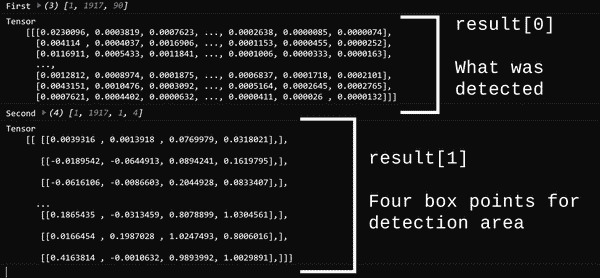 First ▶(3) [1, 1917, 90]
Tensor
[[[0.0230096, 0.0003819, 0.0007623, ..., 0.0002638, 0.0000085, 0.0000074],
[0.004114 , 0.0004037, 0.0016906, ..., 0.0001153, 0.0000455, 0.0000252],
[0.0116911, 0.0005433, 0.0011841, ..., 0.0001006, 0.0000333, 0.0000163],
...,
[0.0012812, 0.0008974, 0.0001875, ..., 0.0006837, 0.0001718, 0.0002101],
[0.0043151, 0.0010476, 0.0003092, ..., 0.0005164, 0.0002645, 0.0002765],
[0.0007621, 0.0004402, 0.0000632, ..., 0.0000411, 0.000026 , 0.0000132]]]
result[0]
What was
detected
Second ▶(4) [1, 1917, 1, 4]
Tensor
[[ [[0.0039316 , 0.0013918 , 0.0769979, 0.0318021],],
[[-0.0189542, -0.0644913, 0.0894241, 0.1619795],],
[[-0.0616106, -0.0086603, 0.2044928, 0.0833407],],
...
[[0.1865435 , -0.0313459, 0.8078899, 1.0304561],],
[[0.0166454 , 0.1987028 , 1.0247493, 0.8006016],],
[[0.4163814 , -0.0010632, 0.9893992, 1.0029891],]]]
result[1]
Four box points for
detection area